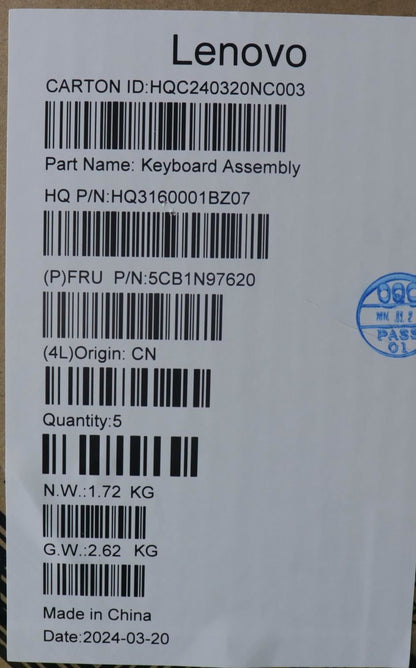 Lenovo
CARTON ID:HQC240320NC003
Part Name: Keyboard Assembly
HQ P/N:HQ3160001BZ07
(P)FRU P/N:5CB1N97620
(4L)Origin: CN
Quantity:5
N.W.:1.72 KG
G.W.:2.62 KG
Made in China
Date:2024-03-20
PASS
01